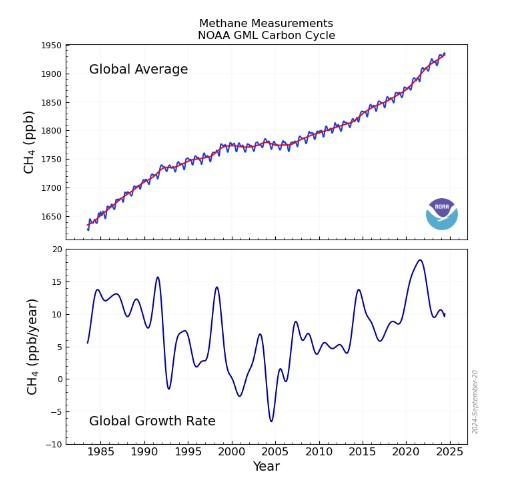 Methane Measurements
NOAA GML Carbon Cycle
Global Average
CH₄ (ppb)
1950
1900
1850
1800
1750
1700
1650
NOAA
Global Growth Rate
CH₄ (ppb/year)
20
15
10
5
0
−5
−10
1985 1990 1995 2000 2005 2010 2015 2020 2025
Year
2024-September-20